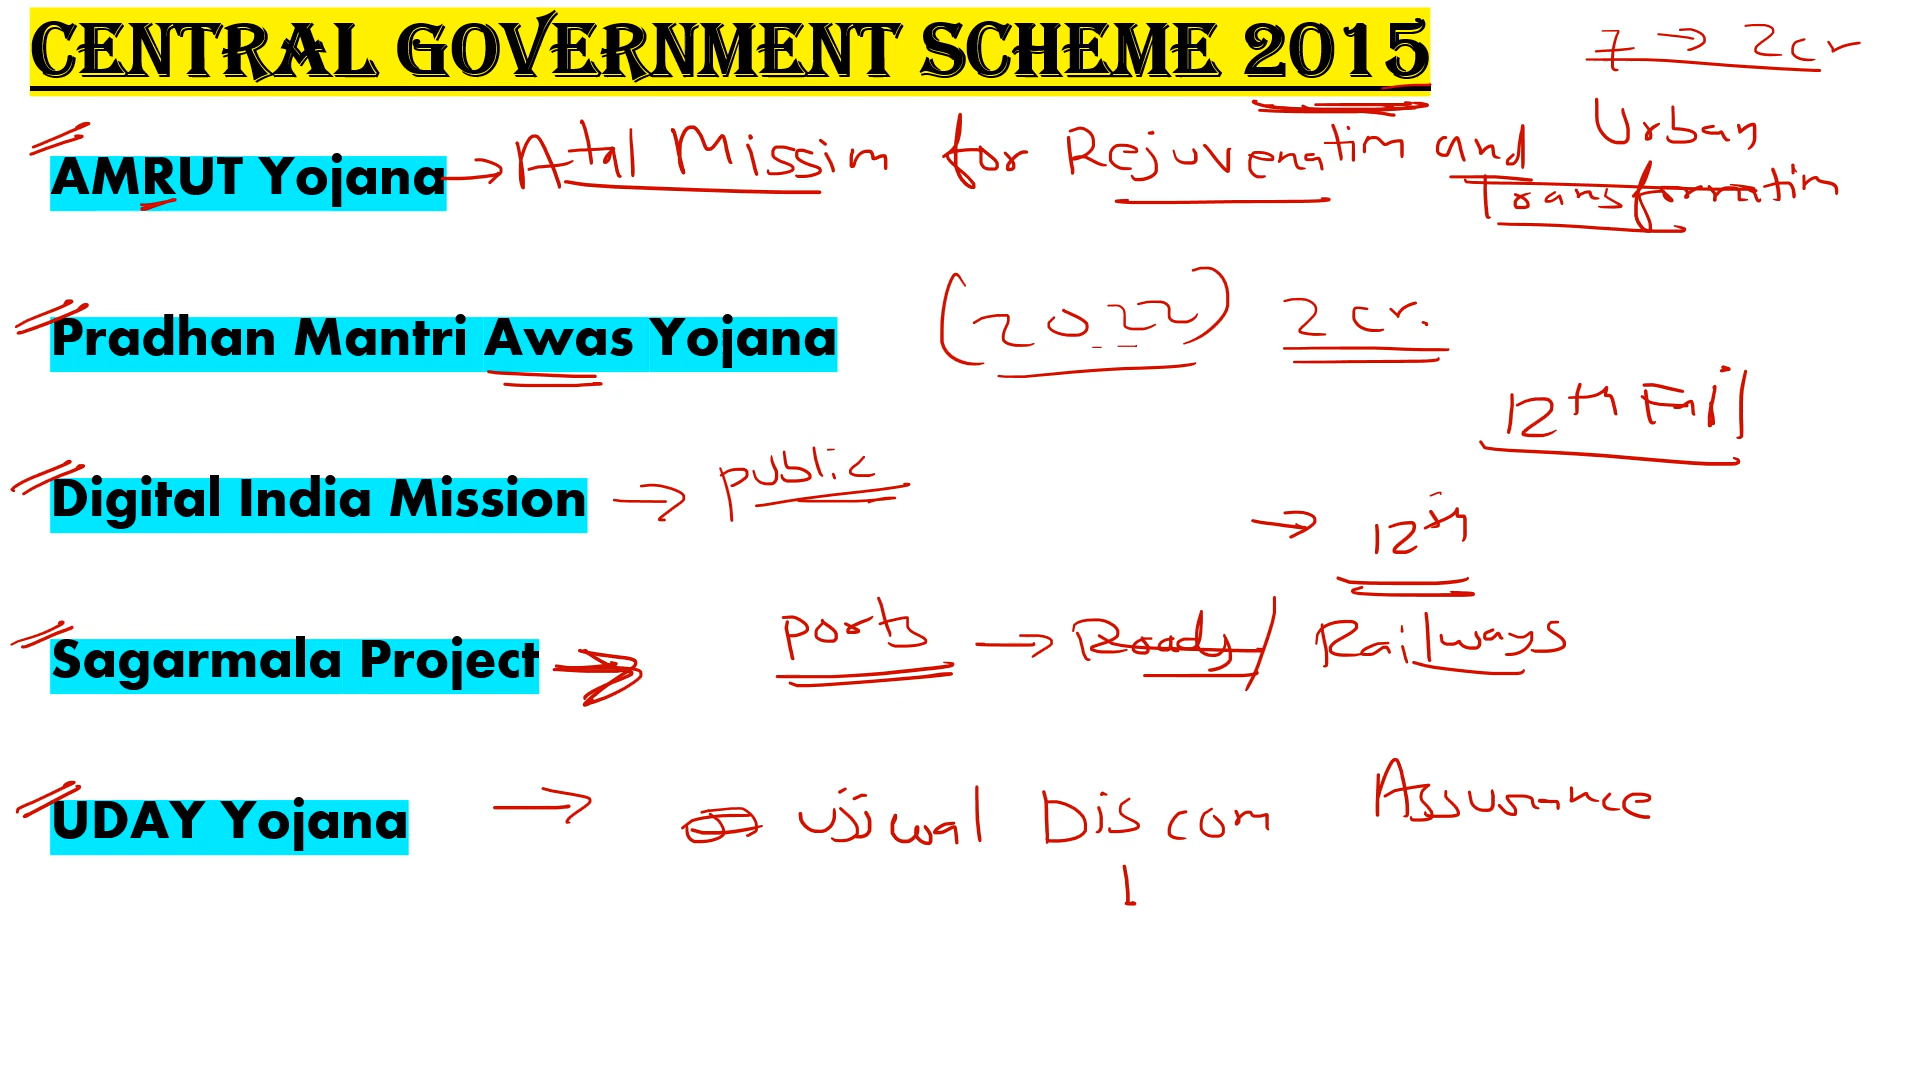 CENTRAL GOVERNMENT SCHEME 2015
7 → 2 cr
AMRUT Yojana → Atal Mission for Rejuvenation and Urban
Transformation
Pradhan Mantri Awas Yojana (2022) 2 cr.
12th Fail
Digital India Mission → public
→ 12th
Sagarmala Project → Ports → Roads / Railways
UDAY Yojana → Ujjwal Discom Assurance